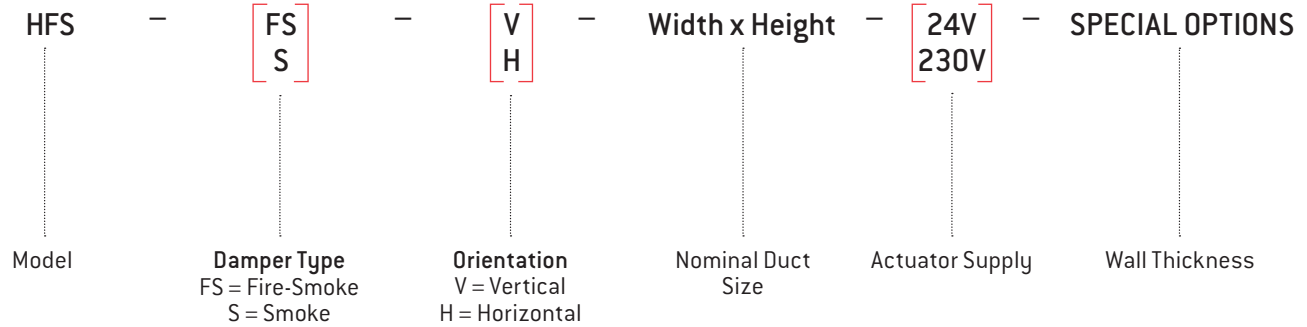 HFS – FS – V – Width x Height – 24V – SPECIAL OPTIONS
S H 230V
Model Damper Type Orientation Nominal Duct Actuator Supply Wall Thickness
FS = Fire-Smoke V = Vertical Size
S = Smoke H = Horizontal